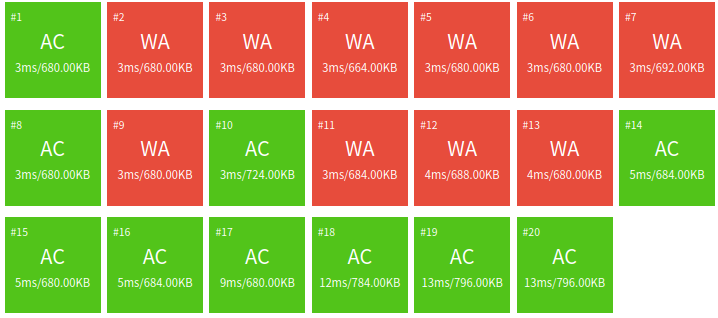 #1 #2 #3 #4 #5 #6 #7
AC WA WA WA WA WA WA
3ms/680.00KB 3ms/680.00KB 3ms/680.00KB 3ms/664.00KB 3ms/680.00KB 3ms/680.00KB 3ms/692.00KB
#8 #9 #10 #11 #12 #13 #14
AC WA AC WA WA WA AC
3ms/680.00KB 3ms/680.00KB 3ms/724.00KB 3ms/684.00KB 4ms/688.00KB 4ms/680.00KB 5ms/684.00KB
#15 #16 #17 #18 #19 #20
AC AC AC AC AC AC
5ms/680.00KB 5ms/684.00KB 9ms/680.00KB 12ms/784.00KB 13ms/796.00KB 13ms/796.00KB